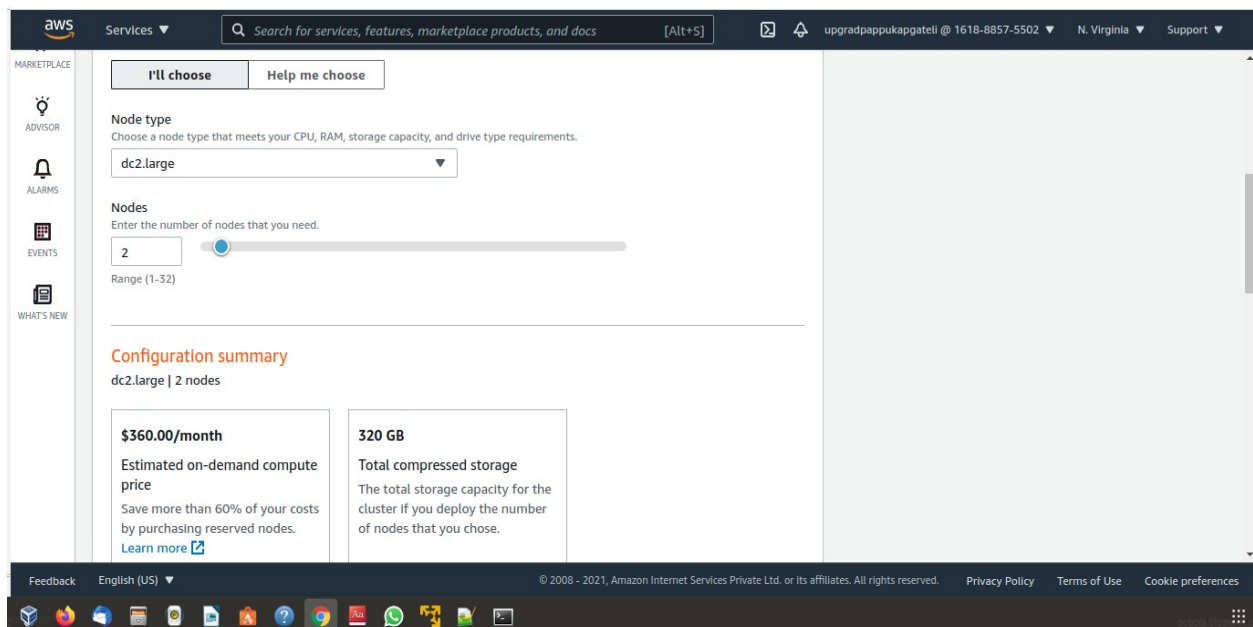 aws
Services ▼
Search for services, features, marketplace products, and docs [Alt+S]
upgradpappukapgateli @ 1618-8857-5502 ▼
N. Virginia ▼
Support ▼
MARKETPLACE
ADVISOR
ALARMS
EVENTS
WHAT'S NEW
I'll choose
Help me choose
Node type
Choose a node type that meets your CPU, RAM, storage capacity, and drive type requirements.
dc2.large
Nodes
Enter the number of nodes that you need.
2
Range (1-32)
Configuration summary
dc2.large | 2 nodes
$360.00/month
Estimated on-demand compute
price
Save more than 60% of your costs
by purchasing reserved nodes.
Learn more
320 GB
Total compressed storage
The total storage capacity for the
cluster if you deploy the number
of nodes that you chose.
Feedback
English (US) ▼
© 2008 - 2021, Amazon Internet Services Private Ltd. or its affiliates. All rights reserved.
Privacy Policy
Terms of Use
Cookie preferences
Aa